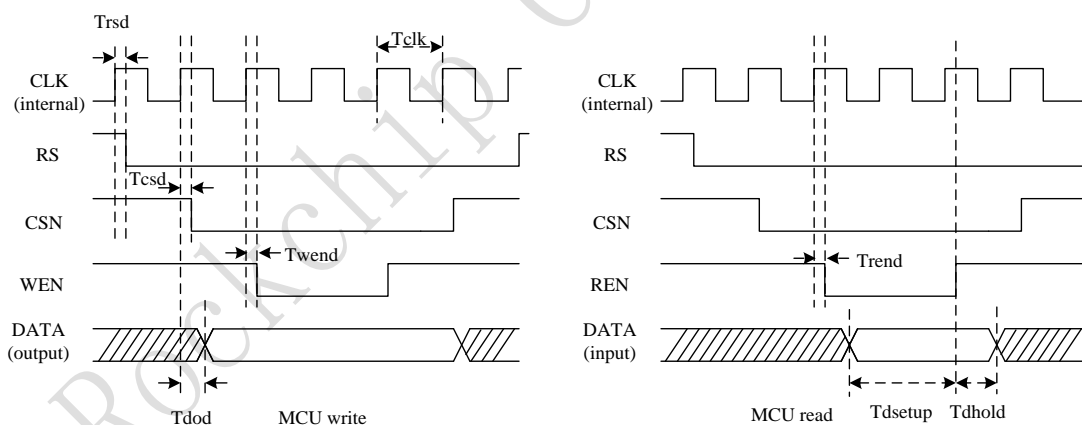 Trsd
Tclk
CLK
(internal)
RS
Tcsd
CSN
Twend
WEN
DATA
(output)
Tdod
MCU write
CLK
(internal)
RS
CSN
Trend
REN
DATA
(input)
MCU read
Tdsetup
Tdhold
Rockchip C